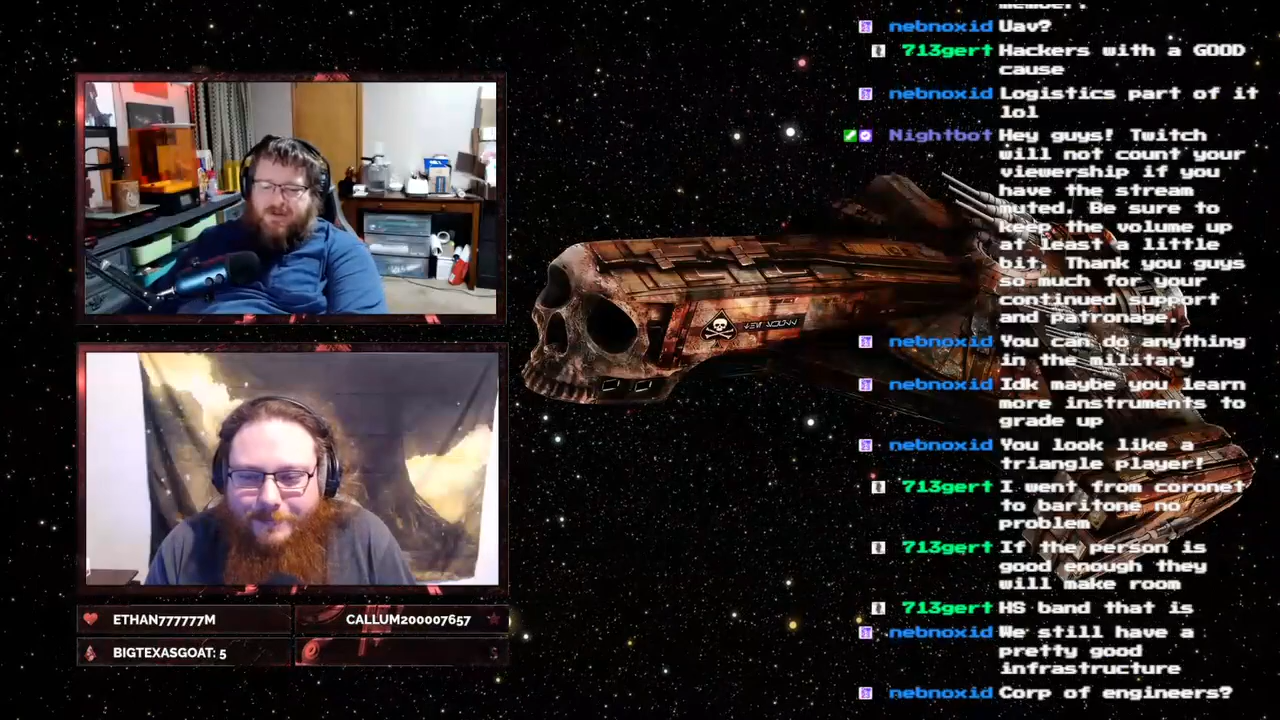 member.
nebnoxid Uav?
713gert Hackers with a GOOD
cause
nebnoxid Logistics part of it
lol
Nightbot Hey guys! Twitch
will not count your
viewership if you
have the stream
muted. Be sure to
keep the volume up
at least a little
bit. Thank you guys
so much for your
continued support
and patronage.
nebnoxid You can do anything
in the military
nebnoxid Idk maybe you learn
more instruments to
grade up
nebnoxid You look like a
triangle player!
713gert I went from coronet
to baritone no
problem
713gert If the person is
good enough they
will make room
713gert HS band that is
nebnoxid We still have a
pretty good
infrastructure
nebnoxid Corp of engineers?
ETHAN777777M
CALLUM200007657
BIGTEXASGOAT: 5